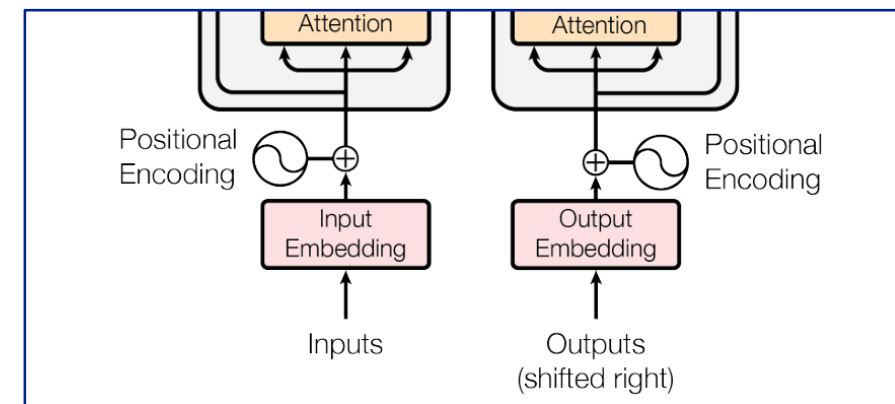 Attention
Attention
Positional
Encoding
Positional
Encoding
Input
Embedding
Output
Embedding
Inputs
Outputs
(shifted right)